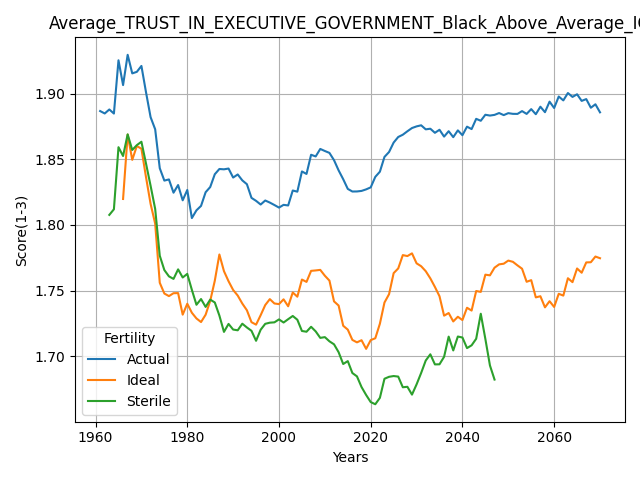 Average_TRUST_IN_EXECUTIVE_GOVERNMENT_Black_Above_Average_I
Score(1-3)
1.90
1.85
1.80
1.75
1.70
Fertility
Actual
Ideal
Sterile
1960
1980
2000
2020
2040
2060
Years